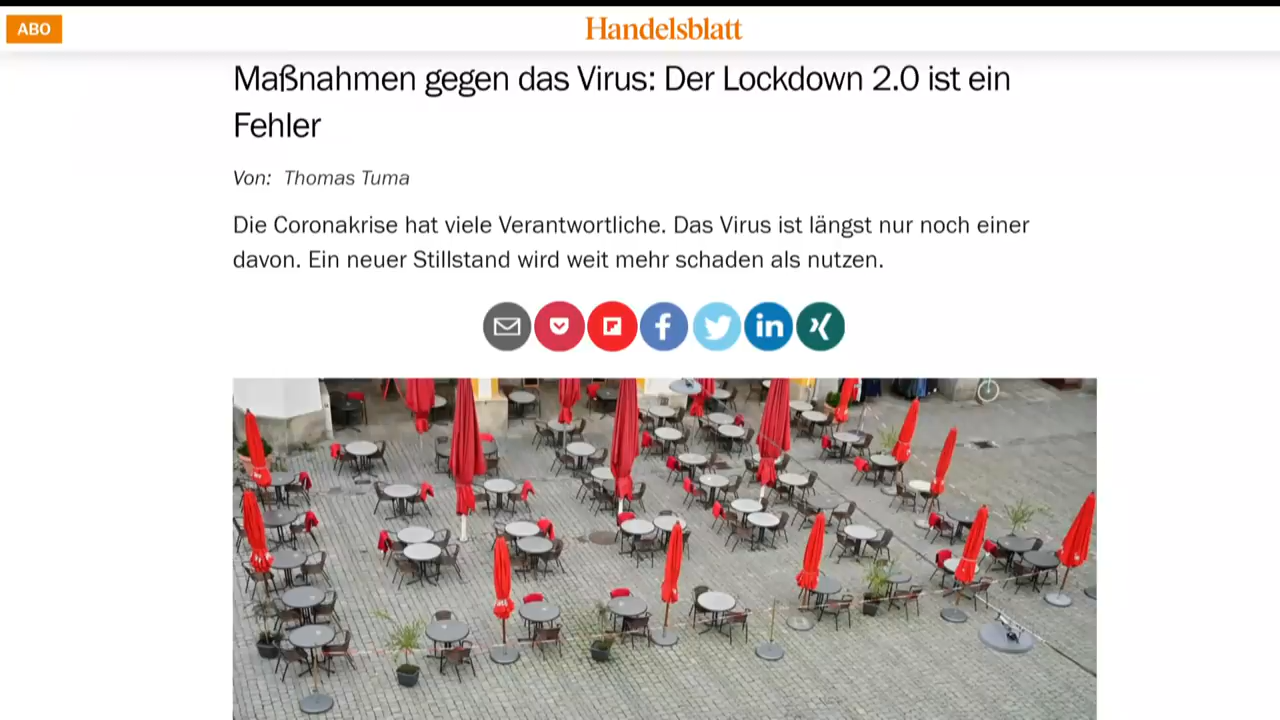 ABO
Handelsblatt
Maßnahmen gegen das Virus: Der Lockdown 2.0 ist ein
Fehler
Von: Thomas Tuma
Die Coronakrise hat viele Verantwortliche. Das Virus ist längst nur noch einer
davon. Ein neuer Stillstand wird weit mehr schaden als nutzen.